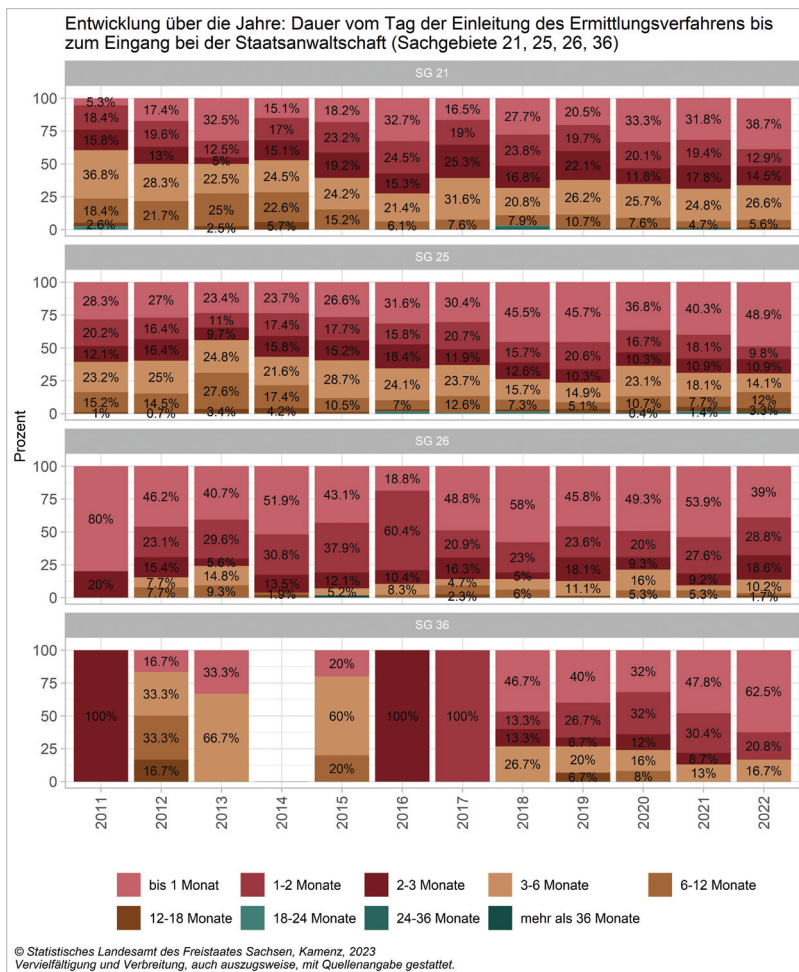 Entwicklung über die Jahre: Dauer vom Tag der Einleitung des Ermittlungsverfahrens bis
zum Eingang bei der Staatsanwaltschaft (Sachgebiete 21, 25, 26, 36)
Prozent
SG 21
100
75
50
25
0
5.3% 17.4% 32.5% 15.1% 18.2% 32.7% 16.5% 27.7% 20.5% 33.3% 31.8% 38.7%
18.4% 19.6% 12.5% 17% 23.2% 24.5% 19% 23.8% 19.7% 20.1% 19.4% 12.9%
15.8% 13% 5% 15.1% 19.2% 15.3% 25.3% 16.8% 22.1% 11.8% 17.8% 14.5%
36.8% 28.3% 22.5% 24.5% 24.2% 21.4% 31.6% 20.8% 26.2% 25.7% 24.8% 26.6%
18.4% 21.7% 25% 22.6% 15.2% 6.1% 7.6% 7.9% 10.7% 7.6% 4.7% 5.6%
2.6% 2.5% 5.7%
SG 25
100
75
50
25
0
28.3% 27% 23.4% 23.7% 26.6% 31.6% 30.4% 45.5% 45.7% 36.8% 40.3% 48.9%
20.2% 16.4% 11% 17.4% 17.7% 15.8% 20.7% 15.7% 20.6% 16.7% 18.1% 9.8%
12.1% 16.4% 9.7% 15.8% 15.2% 18.4% 11.9% 12.6% 10.3% 10.3% 10.9% 10.9%
23.2% 25% 24.8% 21.6% 28.7% 24.1% 23.7% 15.7% 14.9% 23.1% 18.1% 14.1%
15.2% 14.5% 27.6% 17.4% 10.5% 7% 12.6% 7.3% 5.1% 10.7% 7.7% 12%
1% 0.7% 3.4% 4.2% 0.4% 1.4% 3.3%
SG 26
100
75
50
25
0
80% 46.2% 40.7% 51.9% 43.1% 18.8% 48.8% 58% 45.8% 49.3% 53.9% 39%
23.1% 29.6% 30.8% 37.9% 60.4% 20.9% 23% 23.6% 20% 27.6% 28.8%
20% 15.4% 5.6% 13.5% 12.1% 10.4% 16.3% 5% 18.1% 9.3% 9.2% 18.6%
7.7% 14.8% 5.2% 8.3% 4.7% 11.1% 16% 10.2%
7.7% 9.3% 1.9% 2.3% 6% 5.3% 5.3% 1.7%
SG 36
100
75
50
25
0
100% 16.7% 33.3% 20% 100% 100% 46.7% 40% 32% 47.8% 62.5%
33.3% 66.7% 60% 13.3% 26.7% 32% 30.4% 20.8%
33.3% 20% 13.3% 6.7% 12% 8.7% 16.7%
16.7% 26.7% 20% 16% 13%
6.7% 8%
2011 2012 2013 2014 2015 2016 2017 2018 2019 2020 2021 2022
bis 1 Monat 1-2 Monate 2-3 Monate 3-6 Monate 6-12 Monate
12-18 Monate 18-24 Monate 24-36 Monate mehr als 36 Monate
© Statistisches Landesamt des Freistaates Sachsen, Kamenz, 2023
Vervielfältigung und Verbreitung, auch auszugsweise, mit Quellenangabe gestattet.